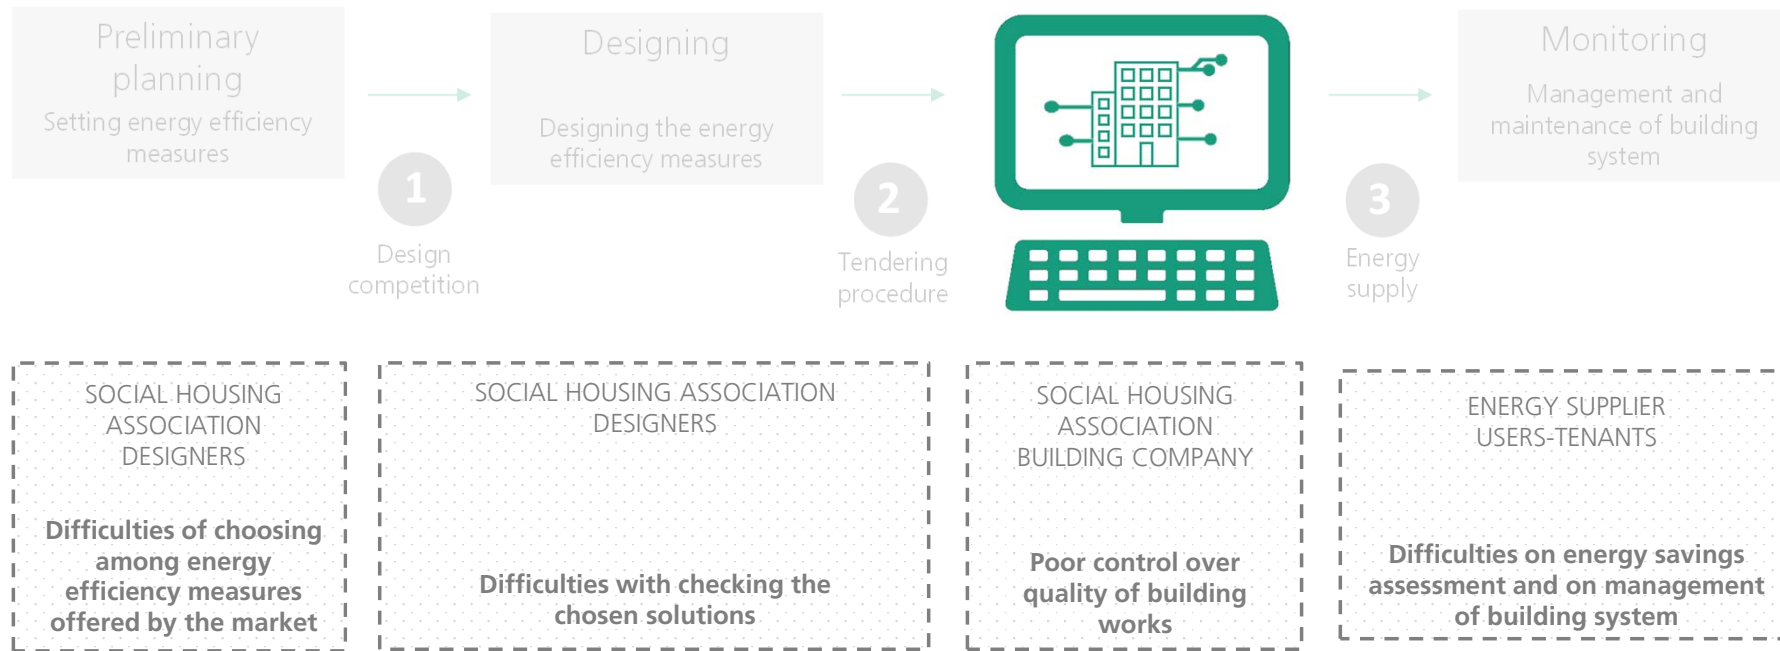 Preliminary
planning
Setting energy efficiency
measures
Designing
Designing the energy
efficiency measures
Monitoring
Management and
maintenance of building
system
1
Design
competition
2
Tendering
procedure
3
Energy
supply
SOCIAL HOUSING
ASSOCIATION
DESIGNERS
Difficulties of choosing
among energy
efficiency measures
offered by the market
SOCIAL HOUSING ASSOCIATION
DESIGNERS
Difficulties with checking the
chosen solutions
SOCIAL HOUSING
ASSOCIATION
BUILDING COMPANY
Poor control over
quality of building
works
ENERGY SUPPLIER
USERS-TENANTS
Difficulties on energy savings
assessment and on management
of building system